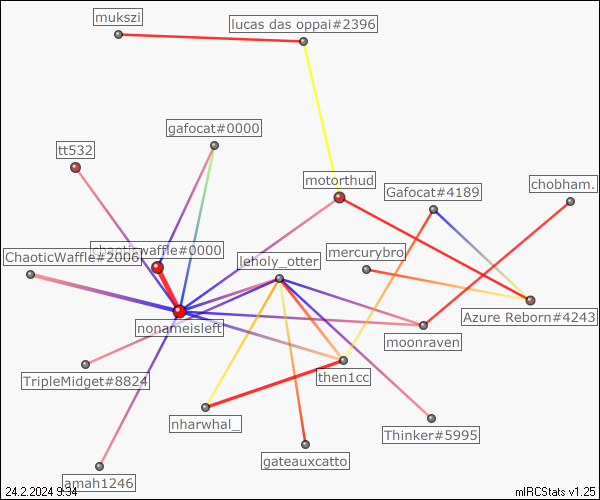 mukszi
lucas das oppai#2396
gafocat#0000
tt532
motorthud
Gafocat#4189
chobham.
chaoticwaffle#0000
ChaoticWaffle#2006
leholy_otter
mercurybro
nonameisleft
Azure Reborn#4243
moonraven
TripleMidget#8824
then1cc
nharwhal_
Thinker#5995
gateauxcatto
amah1246
24.2.2024 9:34
mIRCStats v1.25